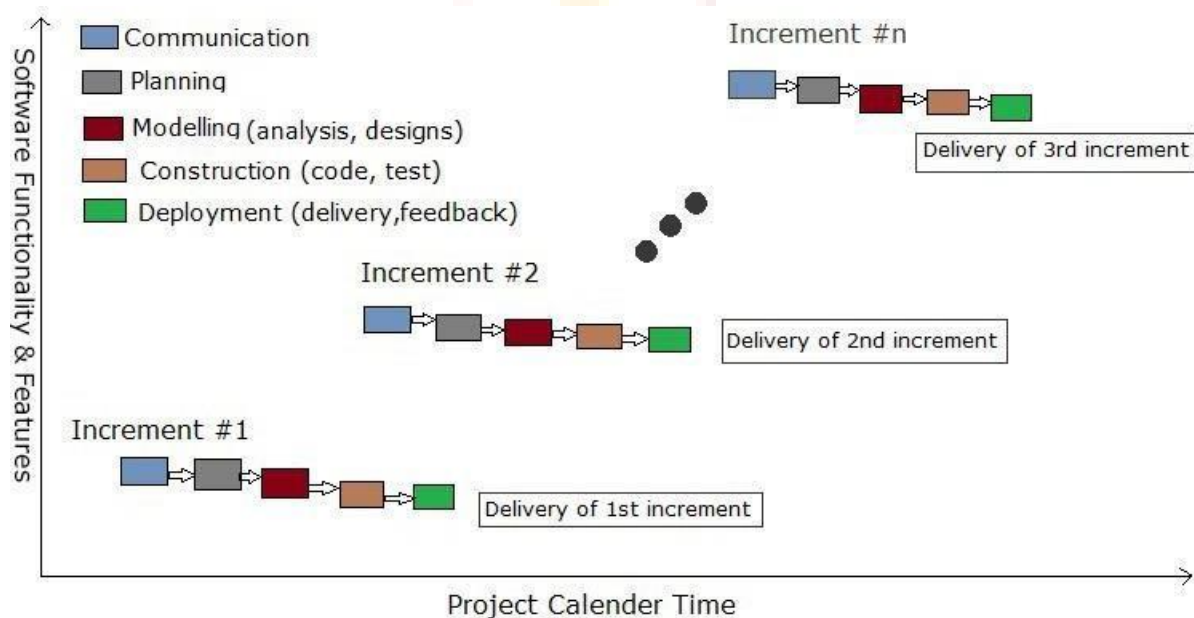 Software Functionality & Features
Communication
Planning
Modelling (analysis, designs)
Construction (code, test)
Deployment (delivery,feedback)
Increment #n
Delivery of 3rd increment
Increment #2
Delivery of 2nd increment
Increment #1
Delivery of 1st increment
Project Calender Time